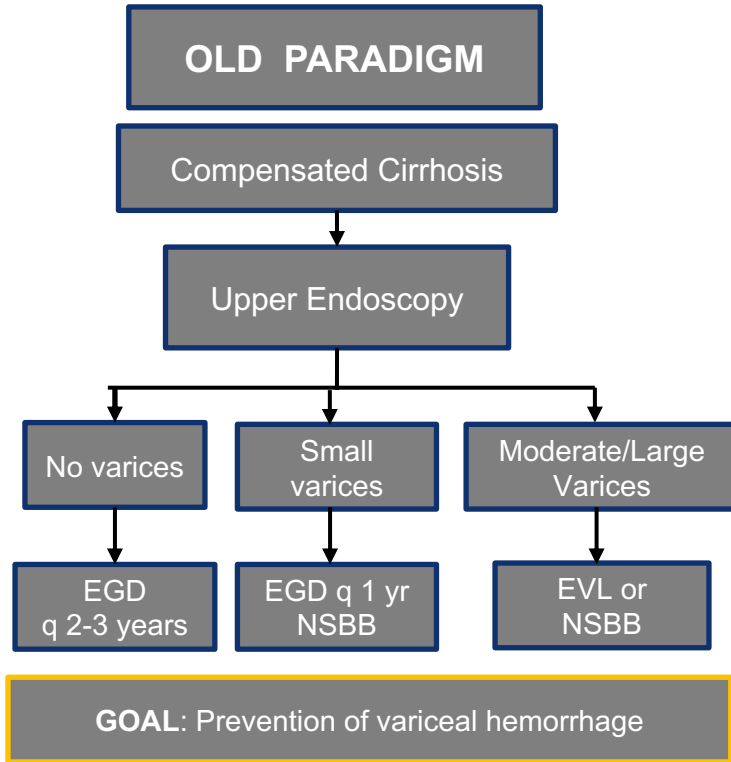 OLD PARADIGM
Compensated Cirrhosis
Upper Endoscopy
No varices
Small
varices
Moderate/Large
Varices
EGD
q 2-3 years
EGD q 1 yr
NSBB
EVL or
NSBB
GOAL: Prevention of variceal hemorrhage